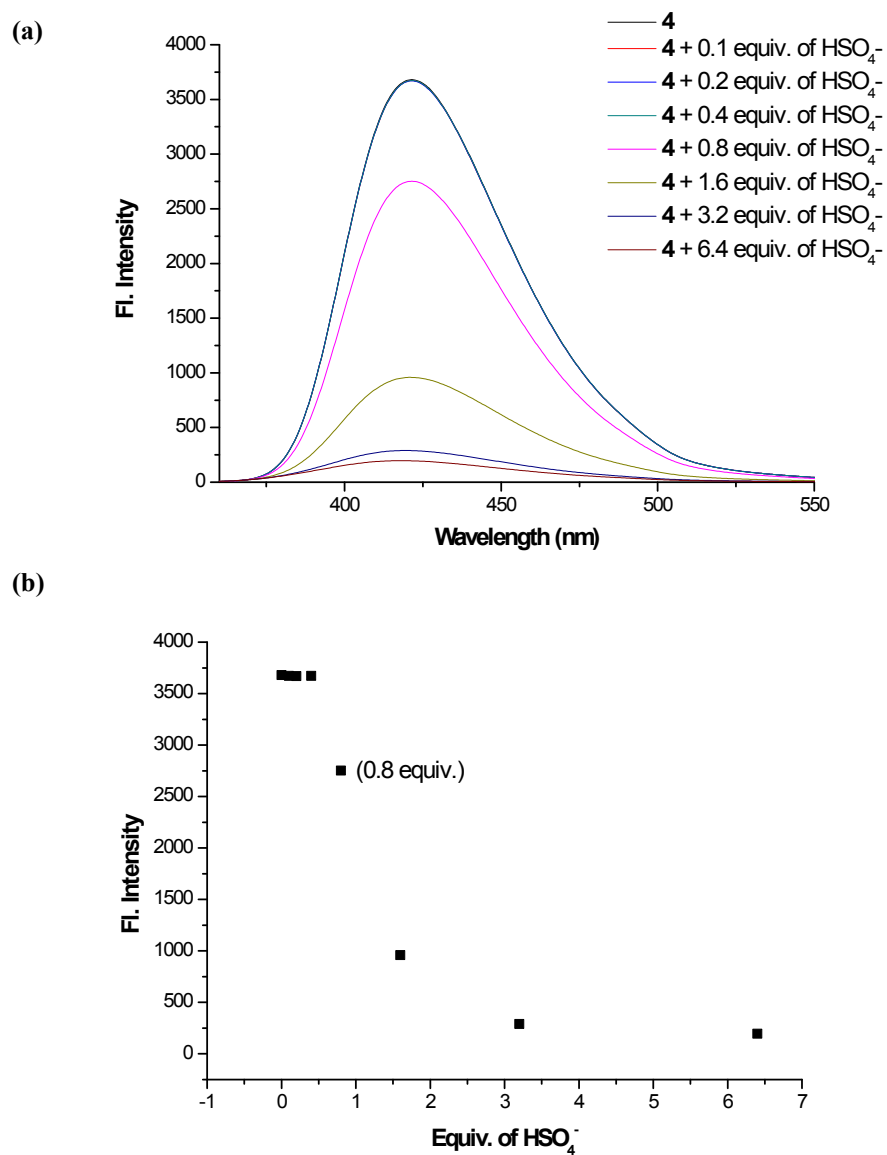 (a)
4
4 + 0.1 equiv. of HSO4-
4 + 0.2 equiv. of HSO4-
4 + 0.4 equiv. of HSO4-
4 + 0.8 equiv. of HSO4-
4 + 1.6 equiv. of HSO4-
4 + 3.2 equiv. of HSO4-
4 + 6.4 equiv. of HSO4-
4000
3500
3000
2500
2000
1500
1000
500
0
Fl. Intensity
400 450 500 550
Wavelength (nm)
(b)
4000
3500
3000
2500
2000
1500
1000
500
0
Fl. Intensity
(0.8 equiv.)
-1 0 1 2 3 4 5 6 7
Equiv. of HSO4-